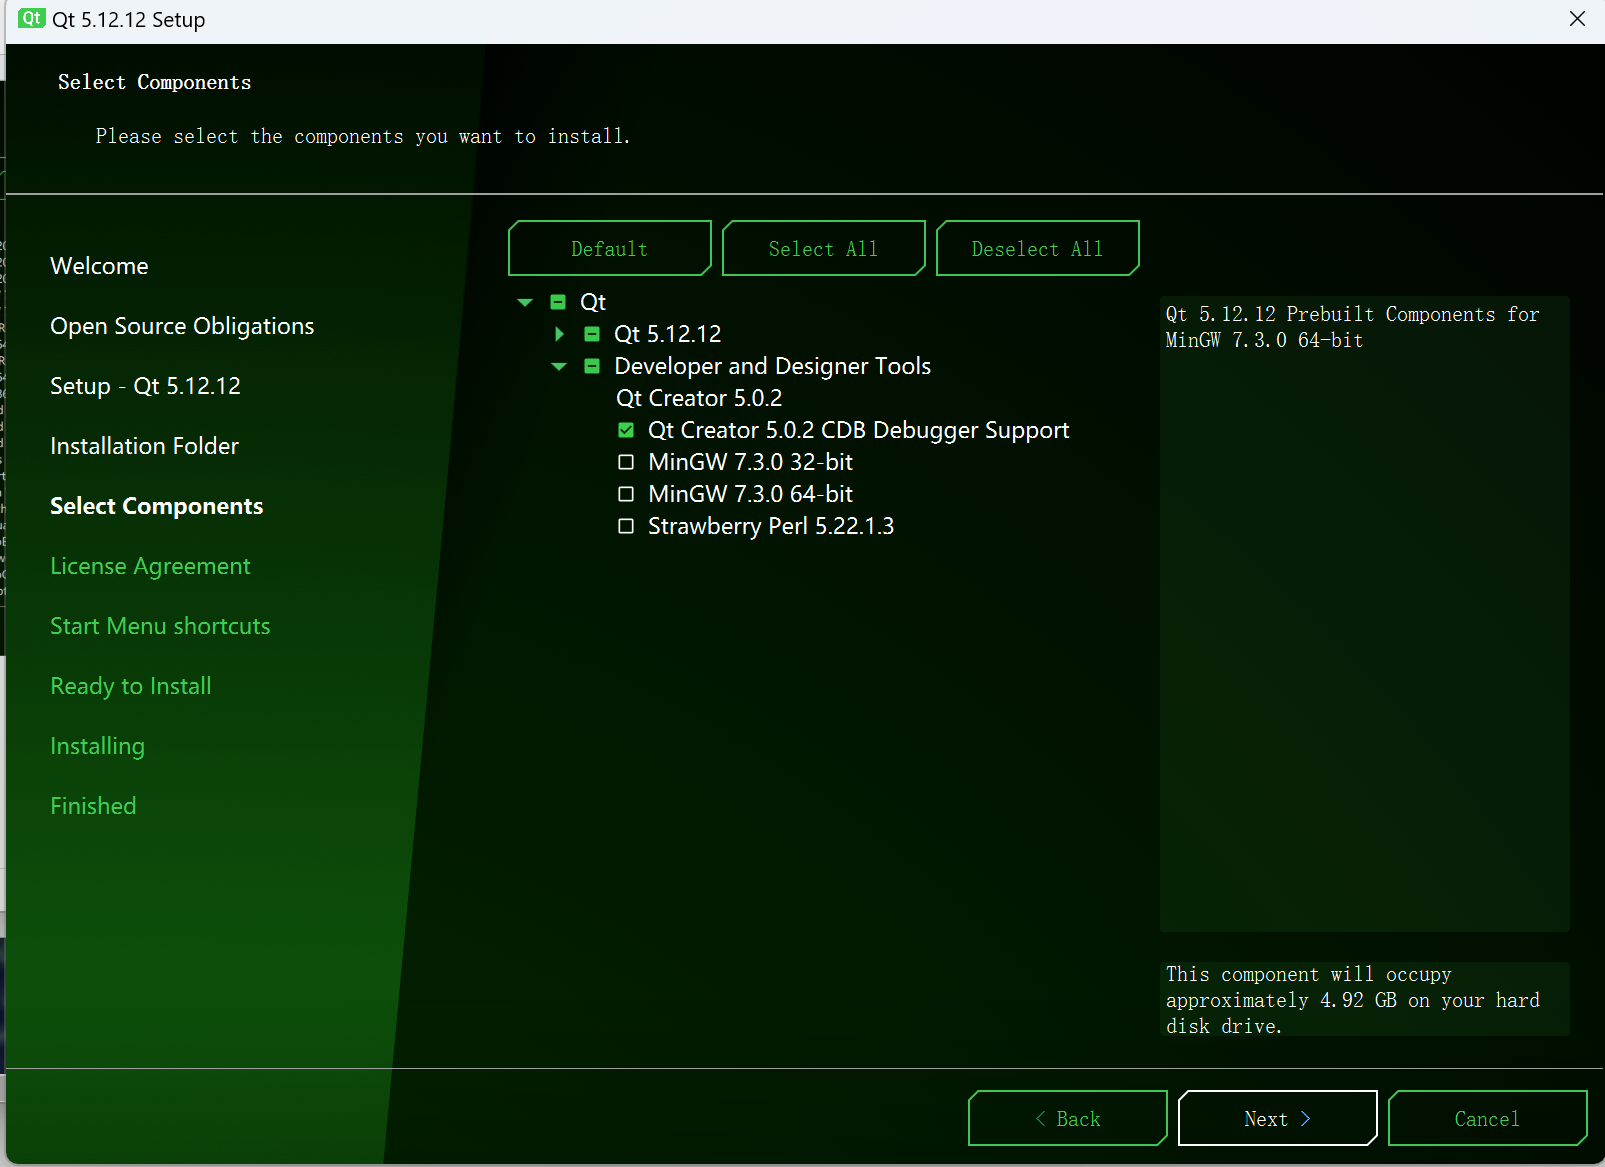 Qt Qt 5.12.12 Setup
Select Components
Please select the components you want to install.
Welcome
Open Source Obligations
Setup - Qt 5.12.12
Installation Folder
Select Components
License Agreement
Start Menu shortcuts
Ready to Install
Installing
Finished
Default
Select All
Deselect All
Qt
Qt 5.12.12
Developer and Designer Tools
Qt Creator 5.0.2
Qt Creator 5.0.2 CDB Debugger Support
MinGW 7.3.0 32-bit
MinGW 7.3.0 64-bit
Strawberry Perl 5.22.1.3
Qt 5.12.12 Prebuilt Components for
MinGW 7.3.0 64-bit
This component will occupy
approximately 4.92 GB on your hard
disk drive.
< Back
Next >
Cancel